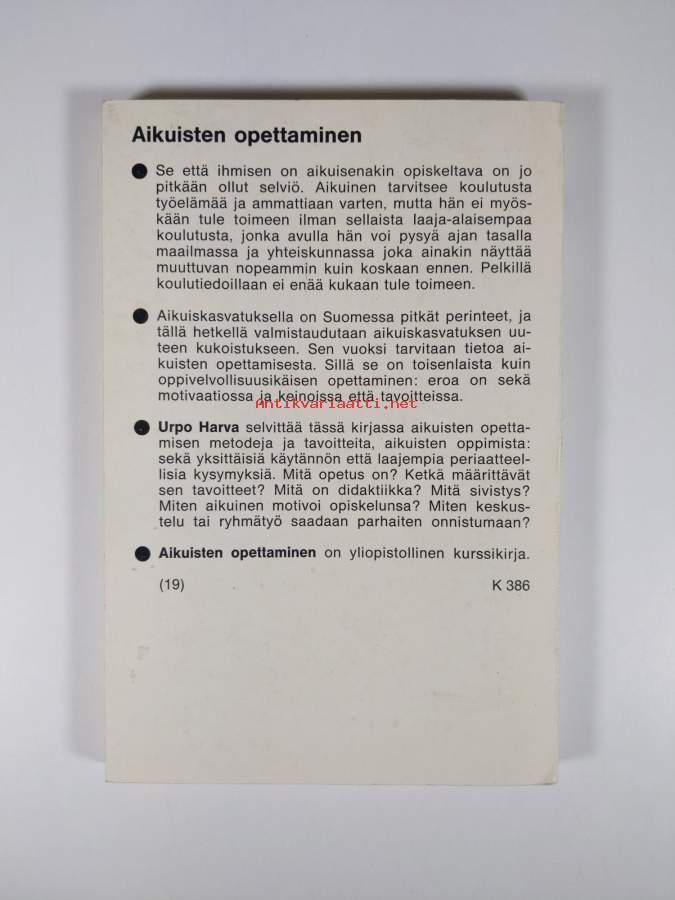 Aikuisten opettaminen
● Se että ihmisen on aikuisenakin opiskeltava on jo
pitkään ollut selviö. Aikuinen tarvitsee koulutusta
työelämää ja ammattiaan varten, mutta hän ei myös-
kään tule toimeen ilman sellaista laaja-alaisempaa
koulutusta, jonka avulla hän voi pysyä ajan tasalla
maailmassa ja yhteiskunnassa joka ainakin näyttää
muuttuvan nopeammin kuin koskaan ennen. Pelkillä
koulutiedoillaan ei enää kukaan tule toimeen.
● Aikuiskasvatuksella on Suomessa pitkät perinteet, ja
tällä hetkellä valmistaudutaan aikuiskasvatuksen uu-
teen kukoistukseen. Sen vuoksi tarvitaan tietoa ai-
kuisten opettamisesta. Sillä se on toisenlaista kuin
oppivelvollisuusikäisen opettaminen: eroa on sekä
motivaatiossa ja keinoissa että tavoitteissa.
Antikvariaatti.net
● Urpo Harva selvittää tässä kirjassa aikuisten opetta-
misen metodeja ja tavoitteita, aikuisten oppimista:
sekä yksittäisiä käytännön että laajempia periaatteel-
lisia kysymyksiä. Mitä opetus on? Ketkä määrittävät
sen tavoitteet? Mitä on didaktiikka? Mitä sivistys?
Miten aikuinen motivoi opiskelunsa? Miten keskus-
telu tai ryhmätyö saadaan parhaiten onnistumaan?
● Aikuisten opettaminen on yliopistollinen kurssikirja.
(19) K 386